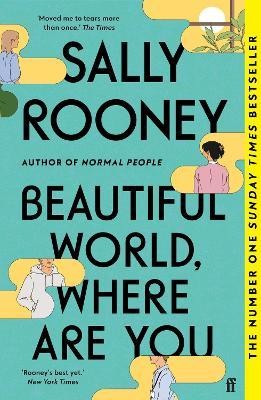 'Moved me to tears more
than once.' The Times
SALLY
ROONEY
AUTHOR OF NORMAL PEOPLE
BEAUTIFUL
WORLD,
WHERE
ARE YOU
'Rooney's best yet.'
New York Times
ff
THE NUMBER ONE SUNDAY TIMES BESTSELLER